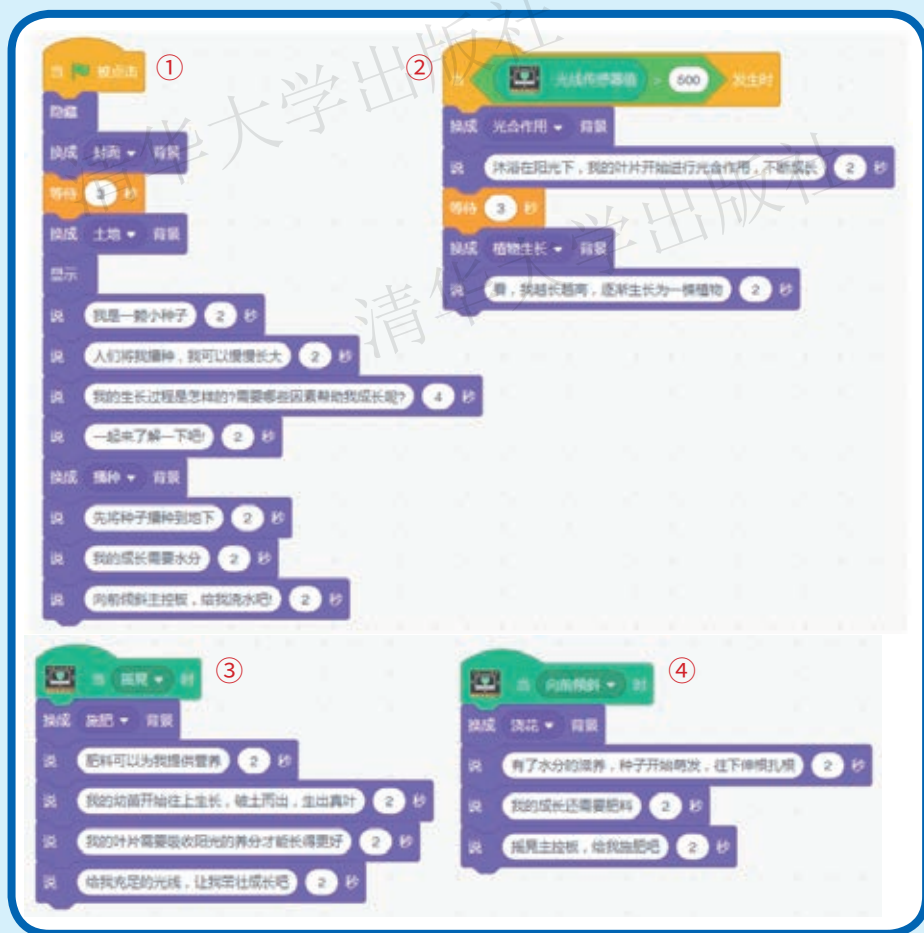 ①
当 被点击
隐藏
换成 封面 背景
等待 3 秒
换成 土地 背景
显示
说 我是一颗小种子 2 秒
说 人们将我播种，我可以慢慢长大 2 秒
说 我的生长过程是怎样的?需要哪些因素帮助我成长呢? 4 秒
说 一起来了解一下吧! 2 秒
换成 播种 背景
说 先将种子播种到地下 2 秒
说 我的成长需要水分 2 秒
说 向前倾斜主控板，给我浇水吧! 2 秒
②
当 光线传感器值 > 500 发生时
换成 光合作用 背景
说 沐浴在阳光下，我的叶片开始进行光合作用，不断成长 2 秒
等待 3 秒
换成 植物生长 背景
说 看，我越长越高，逐渐生长为一棵植物 2 秒
③
当 摇晃 时
换成 施肥 背景
说 肥料可以为我提供营养 2 秒
说 我的幼苗开始往上生长，破土而出，生出真叶 2 秒
说 我的叶片需要吸收阳光的养分才能长得更好 2 秒
说 给我充足的光线，让我茁壮成长吧 2 秒
④
当 向前倾斜 时
换成 浇花 背景
说 有了水分的滋养，种子开始萌发，往下伸根扎根 2 秒
说 我的成长还需要肥料 2 秒
说 摇晃主控板，给我施肥吧 2 秒
清华大学出版社
清华大学出版社